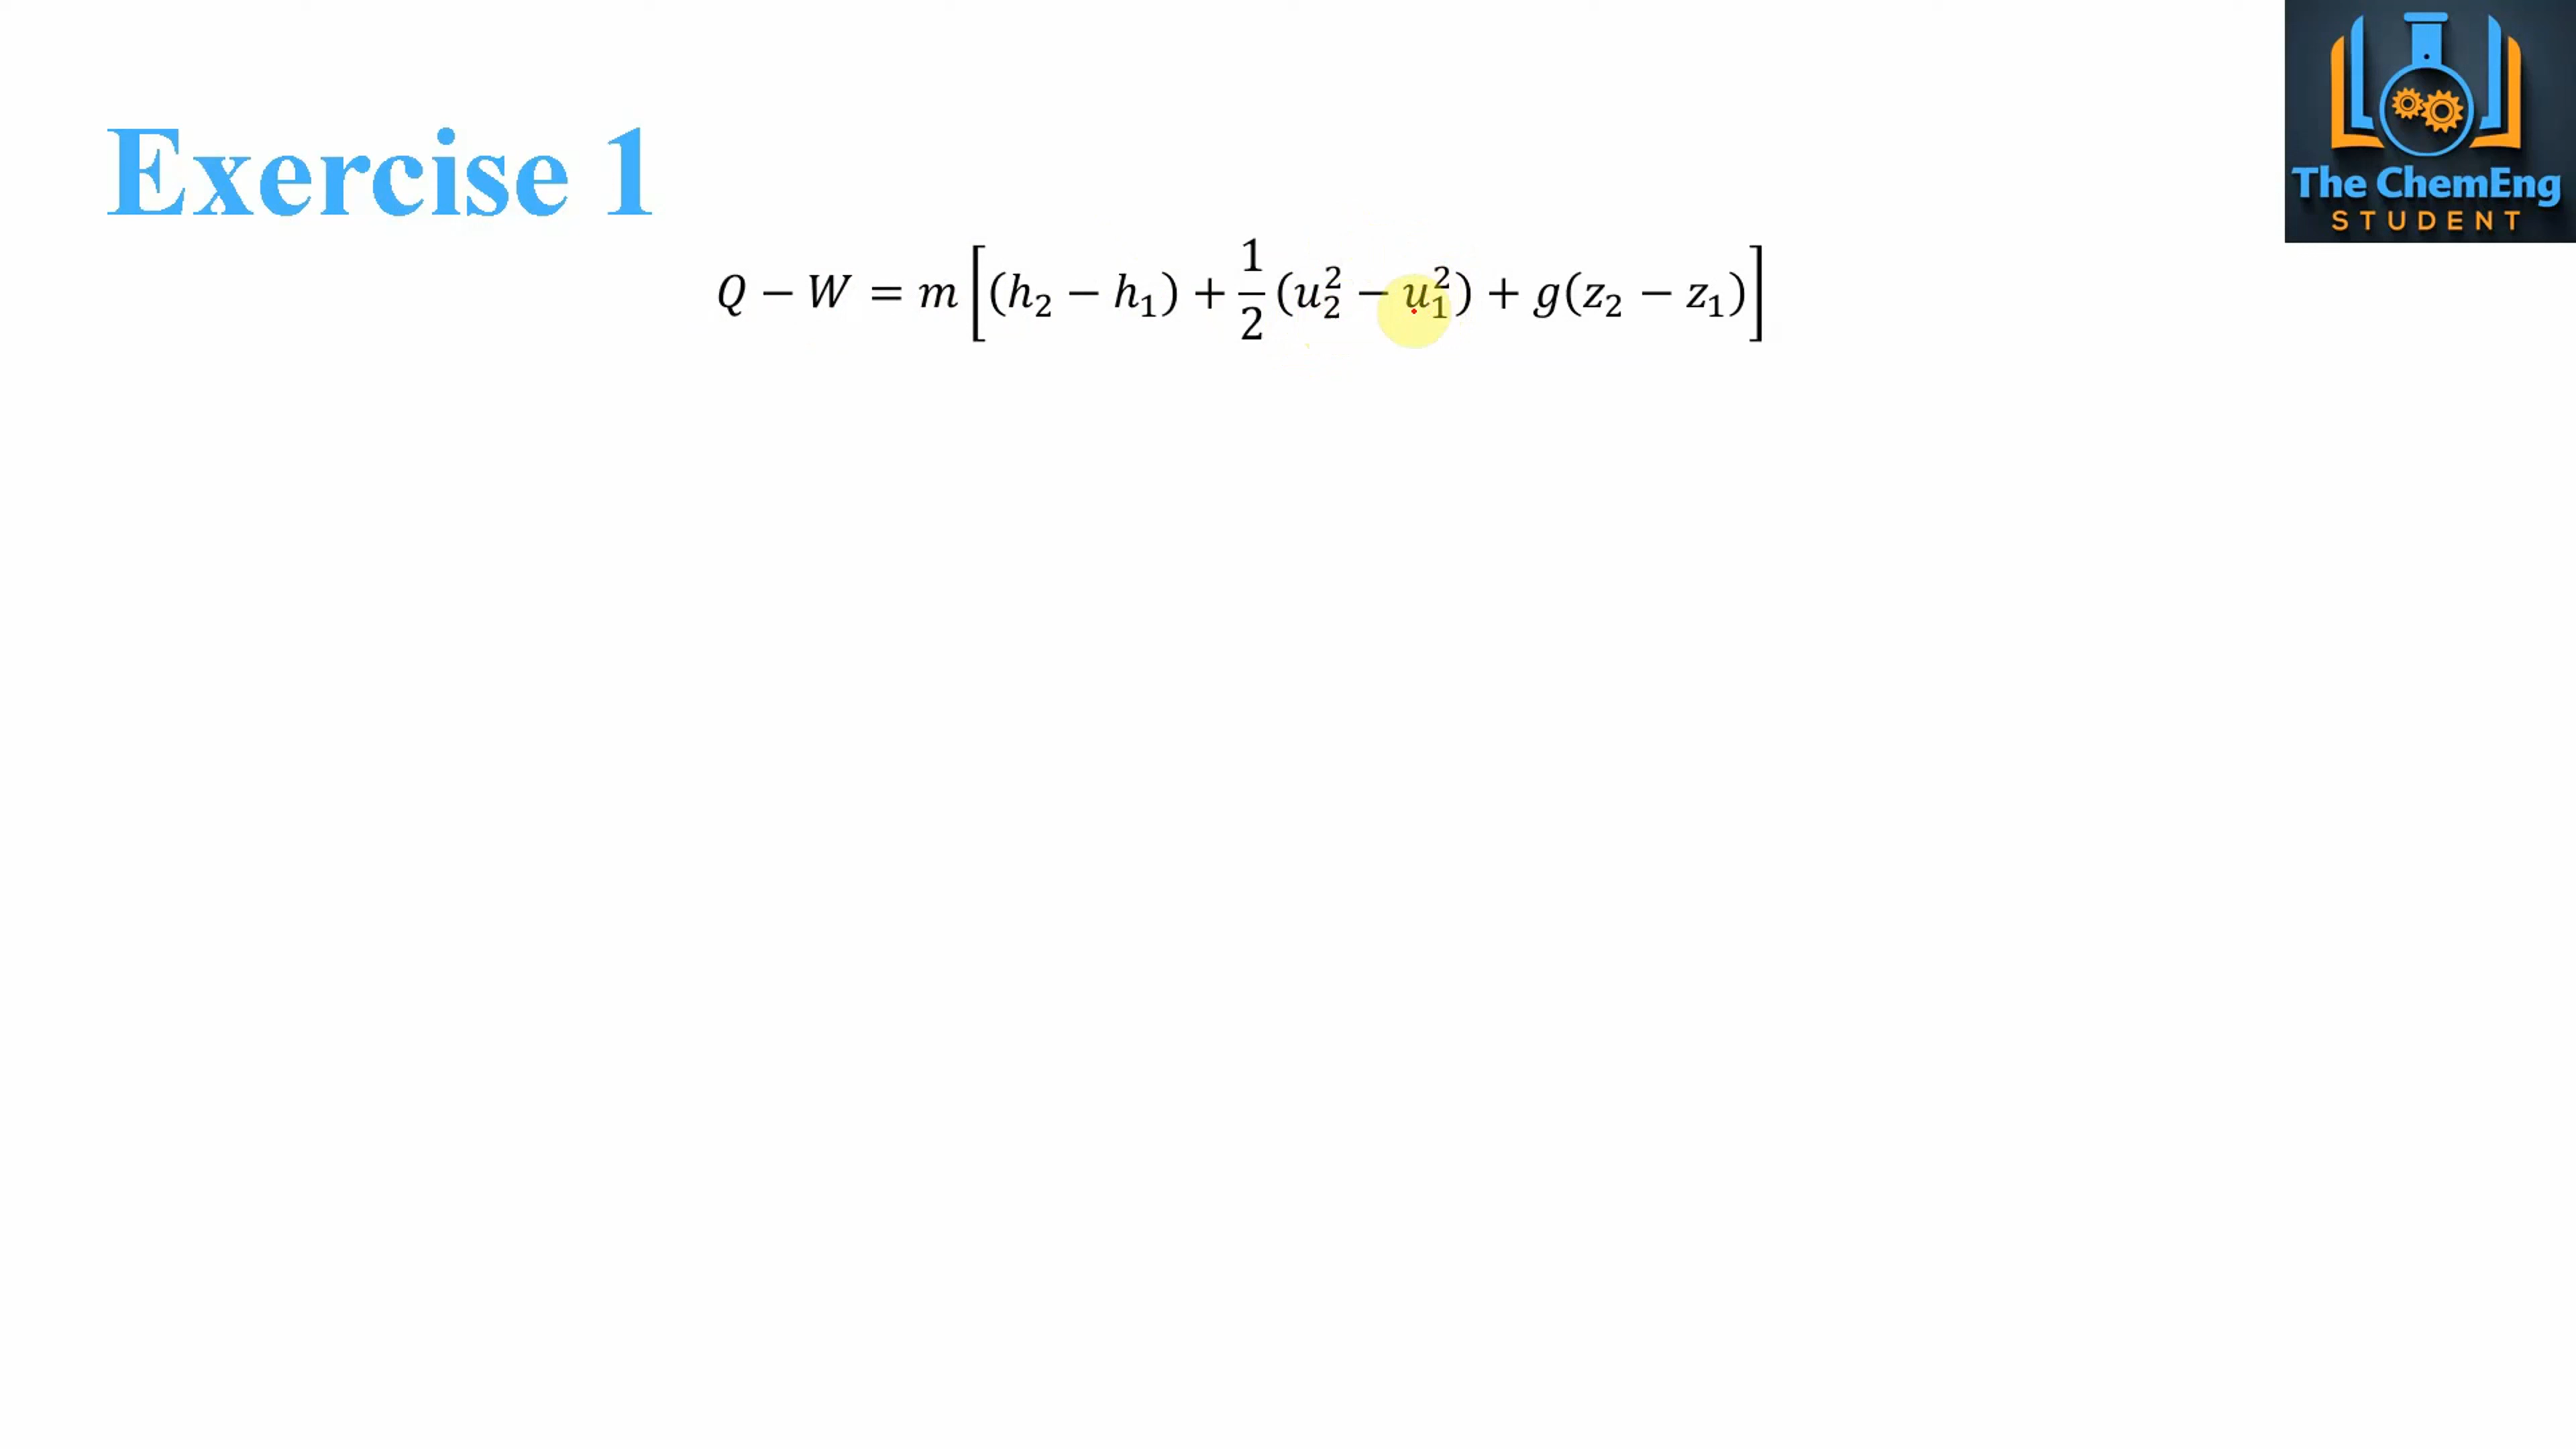 The ChemEng
STUDENT
Exercise 1
Q − W = m[(h₂ − h₁) + ½(u₂² − u₁²) + g(z₂ − z₁)]